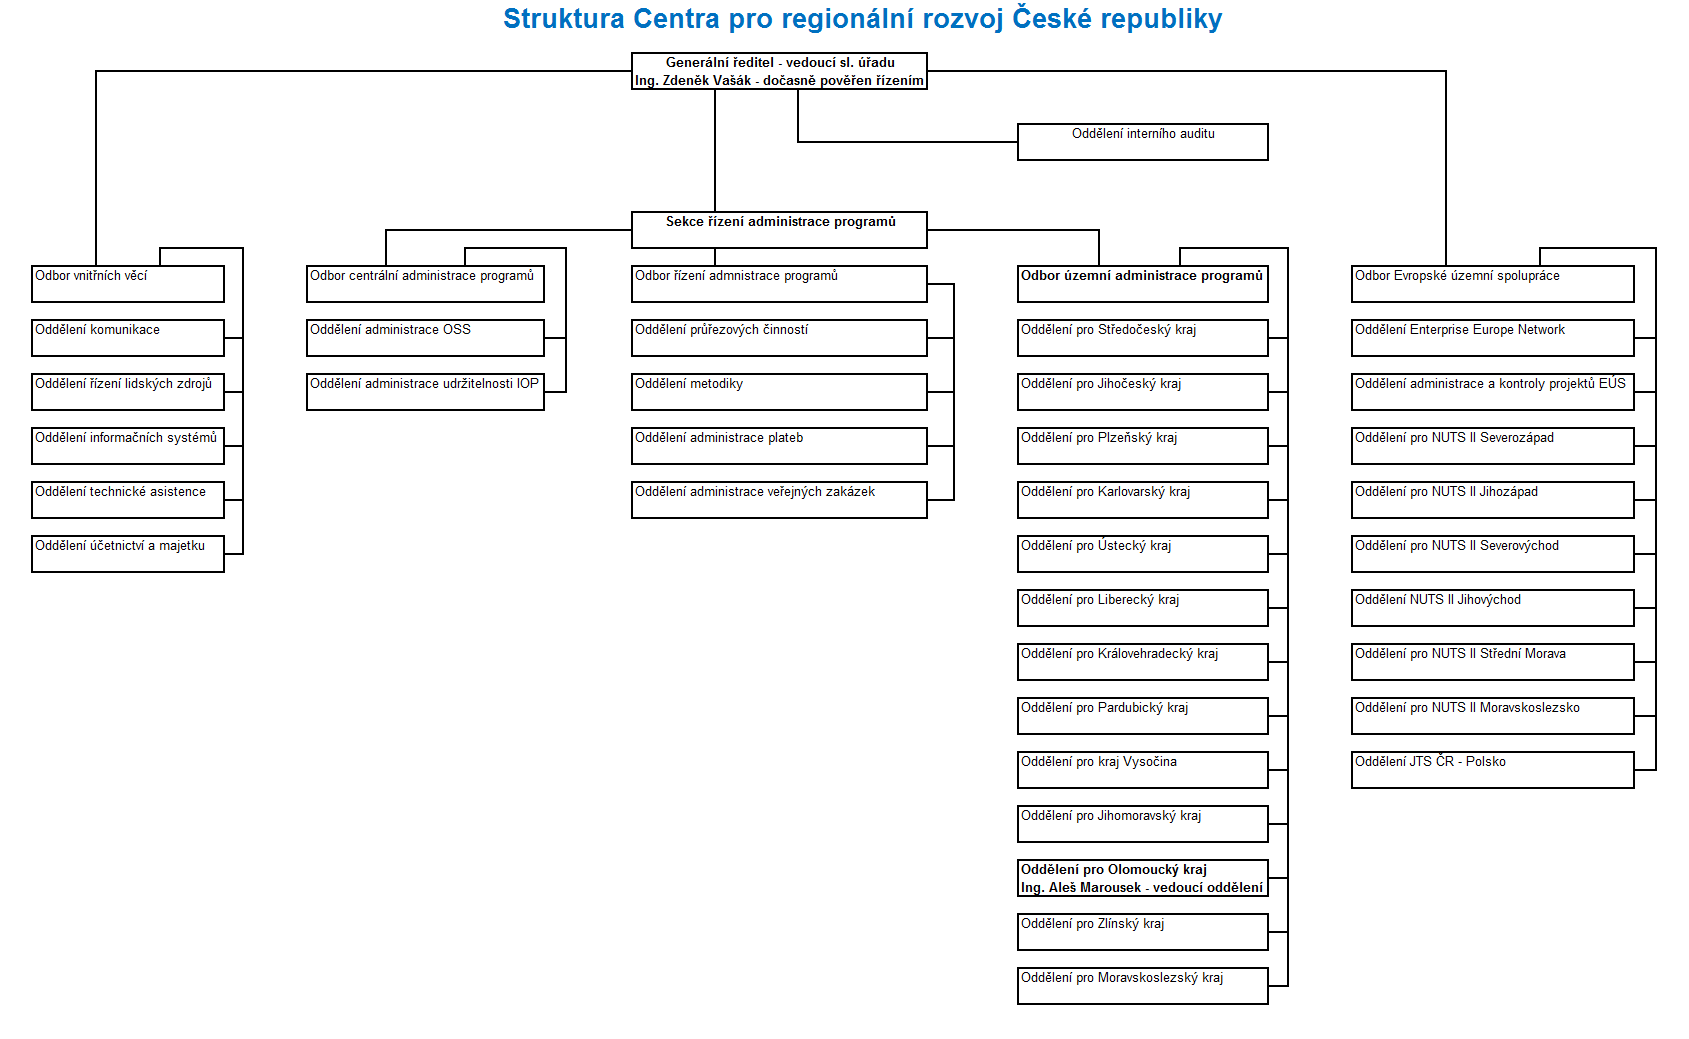 Struktura Centra pro regionální rozvoj České republiky
Generální ředitel - vedoucí sl. úřadu
Ing. Zdeněk Vašák - dočasně pověřen řízením
Oddělení interního auditu
Sekce řízení administrace programů
Odbor vnitřních věcí
Oddělení komunikace
Oddělení řízení lidských zdrojů
Oddělení informačních systémů
Oddělení technické asistence
Oddělení účetnictví a majetku
Odbor centrální administrace programů
Oddělení administrace OSS
Oddělení administrace udržitelnosti IOP
Odbor řízení admnistrace programů
Oddělení průřezových činností
Oddělení metodiky
Oddělení administrace plateb
Oddělení administrace veřejných zakázek
Odbor územní administrace programů
Oddělení pro Středočeský kraj
Oddělení pro Jihočeský kraj
Oddělení pro Plzeňský kraj
Oddělení pro Karlovarský kraj
Oddělení pro Ústecký kraj
Oddělení pro Liberecký kraj
Oddělení pro Královehradecký kraj
Oddělení pro Pardubický kraj
Oddělení pro kraj Vysočina
Oddělení pro Jihomoravský kraj
Oddělení pro Olomoucký kraj
Ing. Aleš Marousek - vedoucí oddělení
Oddělení pro Zlínský kraj
Oddělení pro Moravskoslezský kraj
Odbor Evropské územní spolupráce
Oddělení Enterprise Europe Network
Oddělení administrace a kontroly projektů EÚS
Oddělení pro NUTS II Severozápad
Oddělení pro NUTS II Jihozápad
Oddělení pro NUTS II Severovýchod
Oddělení NUTS II Jihovýchod
Oddělení pro NUTS II Střední Morava
Oddělení pro NUTS II Moravskoslezsko
Oddělení JTS ČR - Polsko